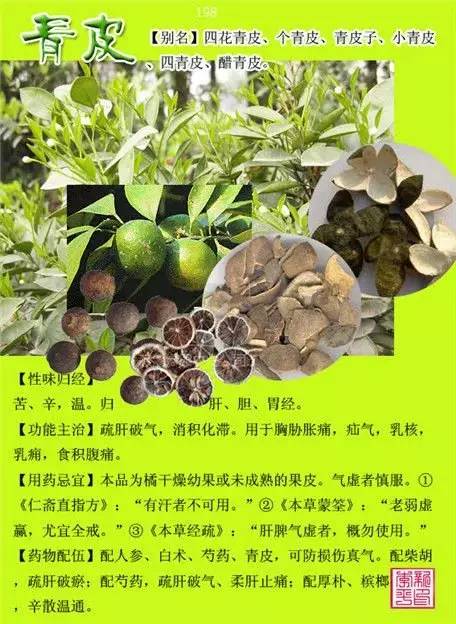 198
青皮
【别名】四花青皮、个青皮、青皮子、小青皮
、四青皮、醋青皮。
【性味归经】
苦、辛，温。归 肝、胆、胃经。
【功能主治】疏肝破气，消积化滞。用于胸胁胀痛，疝气，乳核，
乳痈，食积腹痛。
【用药忌宜】本品为橘干燥幼果或未成熟的果皮。气虚者慎服。①
《仁斋直指方》：“有汗者不可用。”②《本草蒙筌》：“老弱虚
羸，尤宜全戒。”③《本草经疏》：“肝脾气虚者，概勿使用。”
【药物配伍】配人参、白术、芍药、青皮，可防损伤真气。配柴胡
，疏肝破瘀；配芍药，疏肝破气、柔肝止痛；配厚朴、槟榔
，辛散温通。